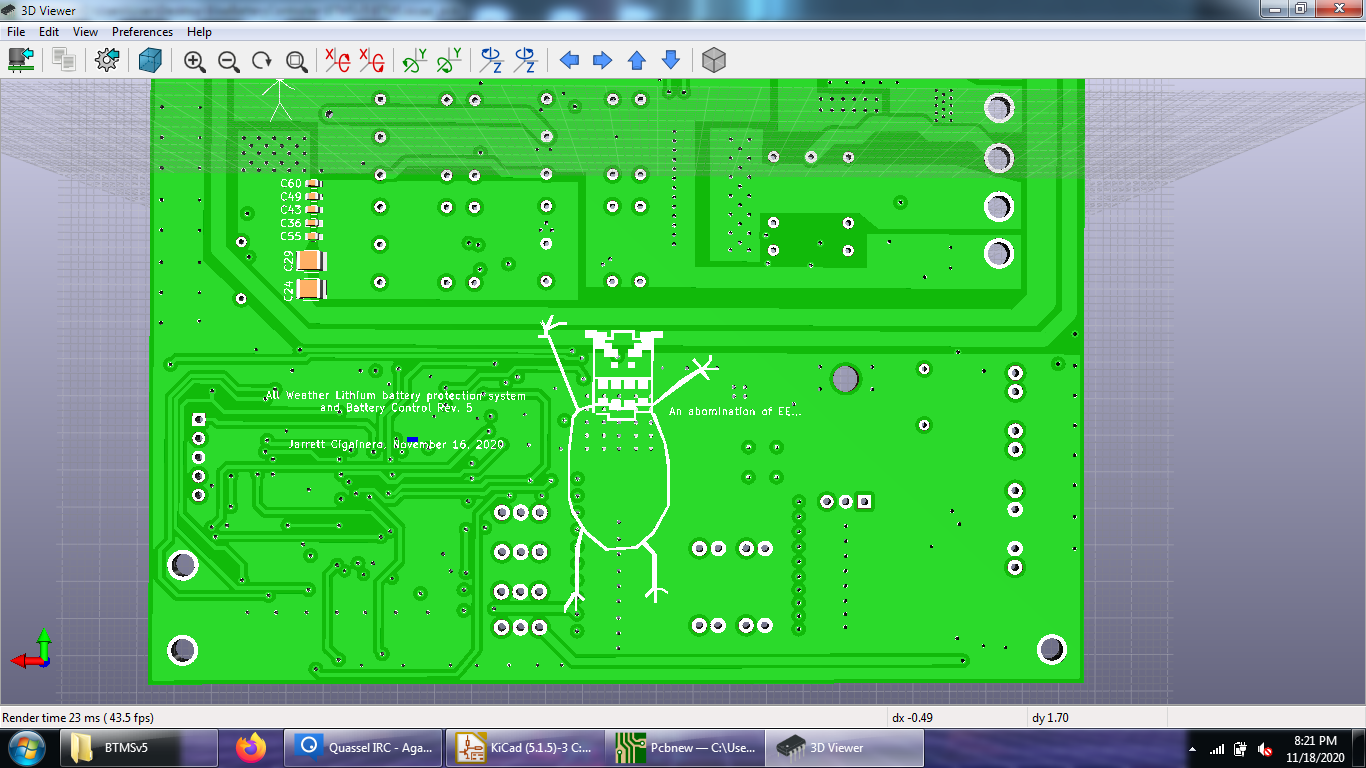 3D Viewer
File Edit View Preferences Help
C60
C49
C43
C36
C55
C29
C24
All Weather Lithium battery protection system
and Battery Control Rev. 5
An abomination of EE...
Jarrett Cigainero, November 16, 2020
Render time 23 ms ( 43.5 fps)
dx -0.49
dy 1.70
BTMSv5
Quassel IRC - Aga...
KiCad (5.1.5)-3 C:...
Pcbnew — C:\Use...
3D Viewer
8:21 PM
11/18/2020